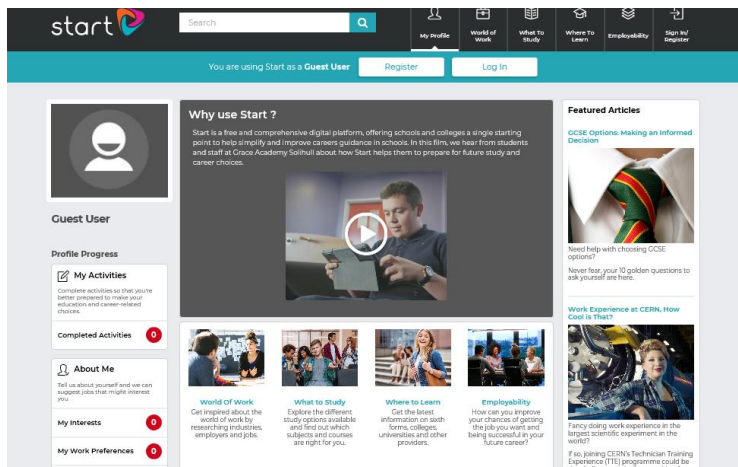 start
Search
My Profile
World of
Work
What To
Study
Where To
Learn
Employability
Sign In/
Register
You are using Start as a Guest User
Register
Log In
Guest User
Profile Progress
My Activities
Complete activities so that you're
better prepared to make your
education and career-related
choices.
Completed Activities
0
About Me
Tell us about yourself and we can
suggest jobs that might interest
you.
My Interests
0
My Work Preferences
0
Why use Start ?
Start is a free and comprehensive digital platform, offering schools and colleges a single starting
point to help simplify and improve careers guidance in schools. In this film, we hear from students
and staff at Grace Academy Solihull about how Start helps them to prepare for future study and
career choices.
World Of Work
Get inspired about the
world of work by
researching industries,
employers and jobs.
What to Study
Explore the different
study options available
and find out which
subjects and courses
are right for you.
Where to Learn
Get the latest
information on sixth
forms, colleges,
universities and other
providers.
Employability
How can you improve
your chances of getting
the job you want and
being successful in your
future career?
Featured Articles
GCSE Options: Making an Informed
Decision
Need help with choosing GCSE
options?
Never fear, your 10 golden questions to
ask yourself are here.
Work Experience at CERN, How
Cool is That?
Fancy doing work experience in the
largest scientific experiment in the
world?
If so, joining CERN's Technician Training
Experience (TTE) programme could be